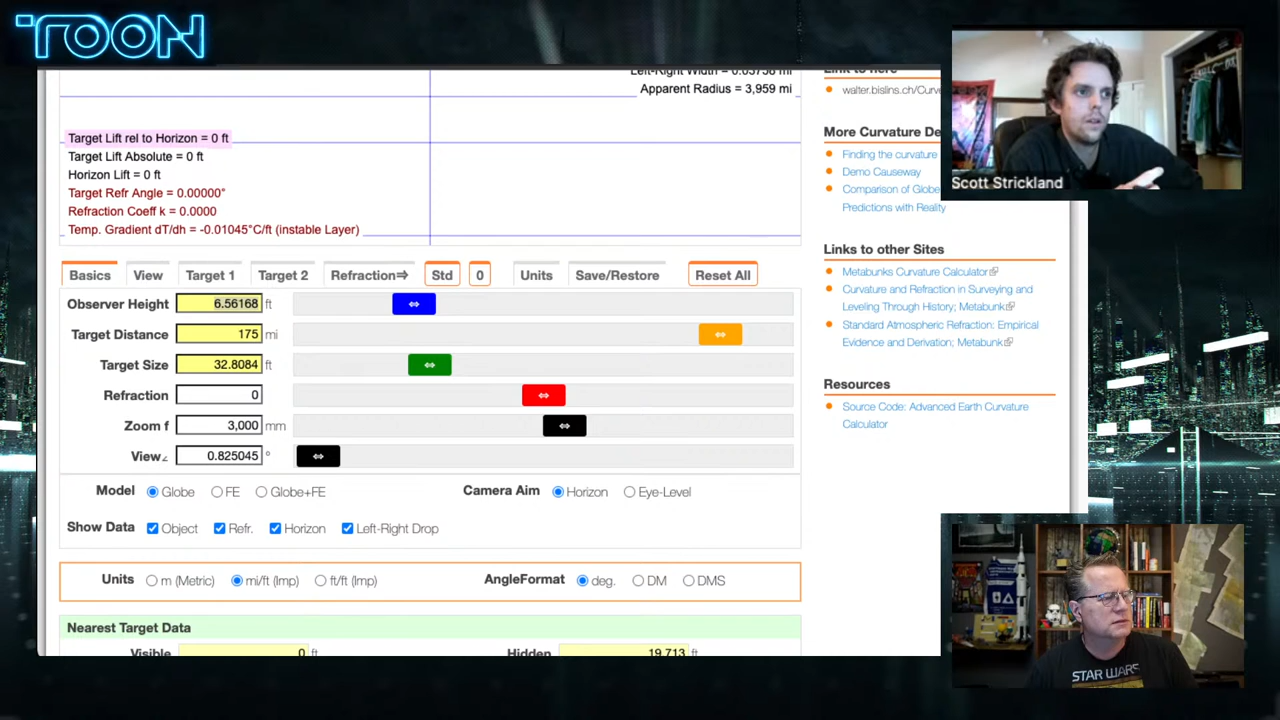 TOON
Left-Right Width = 0.03758 mi
Apparent Radius = 3,959 mi
Target Lift rel to Horizon = 0 ft
Target Lift Absolute = 0 ft
Horizon Lift = 0 ft
Target Refr Angle = 0.00000°
Refraction Coeff k = 0.0000
Temp. Gradient dT/dh = -0.01045°C/ft (instable Layer)
Basics View Target 1 Target 2 Refraction⇒ Std 0 Units Save/Restore Reset All
Observer Height 6.56168 ft
Target Distance 175 mi
Target Size 32.8084 ft
Refraction 0
Zoom f 3,000 mm
View∠ 0.825045 °
Model Globe FE Globe+FE Camera Aim Horizon Eye-Level
Show Data Object Refr. Horizon Left-Right Drop
Units m (Metric) mi/ft (Imp) ft/ft (Imp) AngleFormat deg. DM DMS
Nearest Target Data
Visible 0 ft Hidden 19,713 ft
Link to here
walter.bislins.ch/Curve
More Curvature De
Finding the curvature
Demo Causeway
Comparison of Globe
Predictions with Reality
Links to other Sites
Metabunks Curvature Calculator
Curvature and Refraction in Surveying and
Leveling Through History; Metabunk
Standard Atmospheric Refraction: Empirical
Evidence and Derivation; Metabunk
Resources
Source Code: Advanced Earth Curvature
Calculator
Scott Strickland
STAR WARS